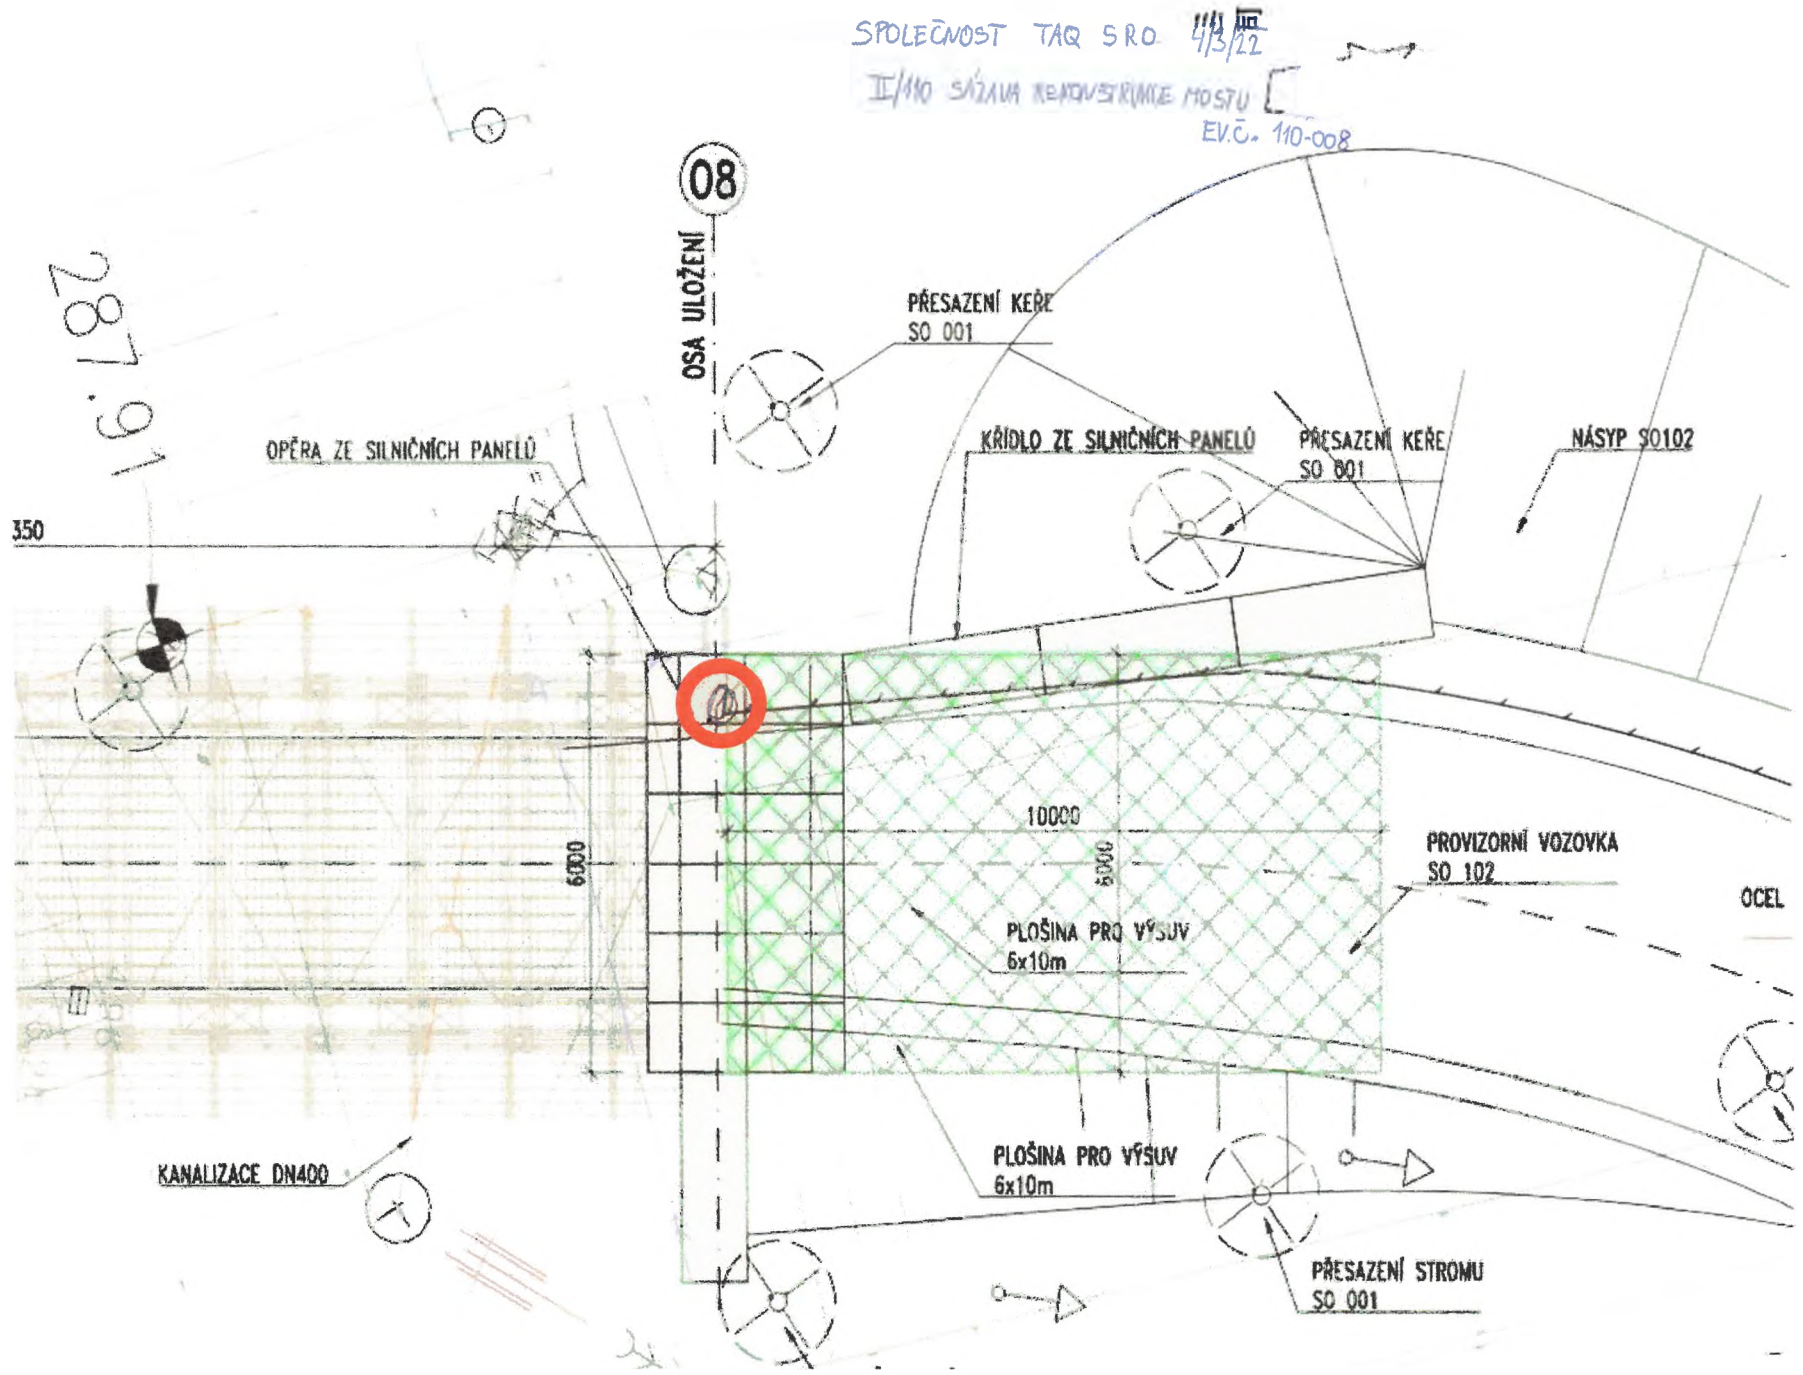 SPOLEČNOST TAQ SRO 4/3/22
II/110 SÁZAVA REKONSTRUKCE MOSTU
EV.Č. 110-008
08
OSA ULOŽENÍ
287.91
PŘESAZENÍ KEŘE
SO 001
OPĚRA ZE SILNIČNÍCH PANELŮ
KŘÍDLO ZE SILNIČNÍCH PANELŮ
PŘESAZENÍ KEŘE
SO 001
NÁSYP SO102
350
10000
6000
6000
PROVIZORNÍ VOZOVKA
SO 102
OCEL
PLOŠINA PRO VÝSUV
6x10m
KANALIZACE DN400
PLOŠINA PRO VÝSUV
6x10m
PŘESAZENÍ STROMU
SO 001